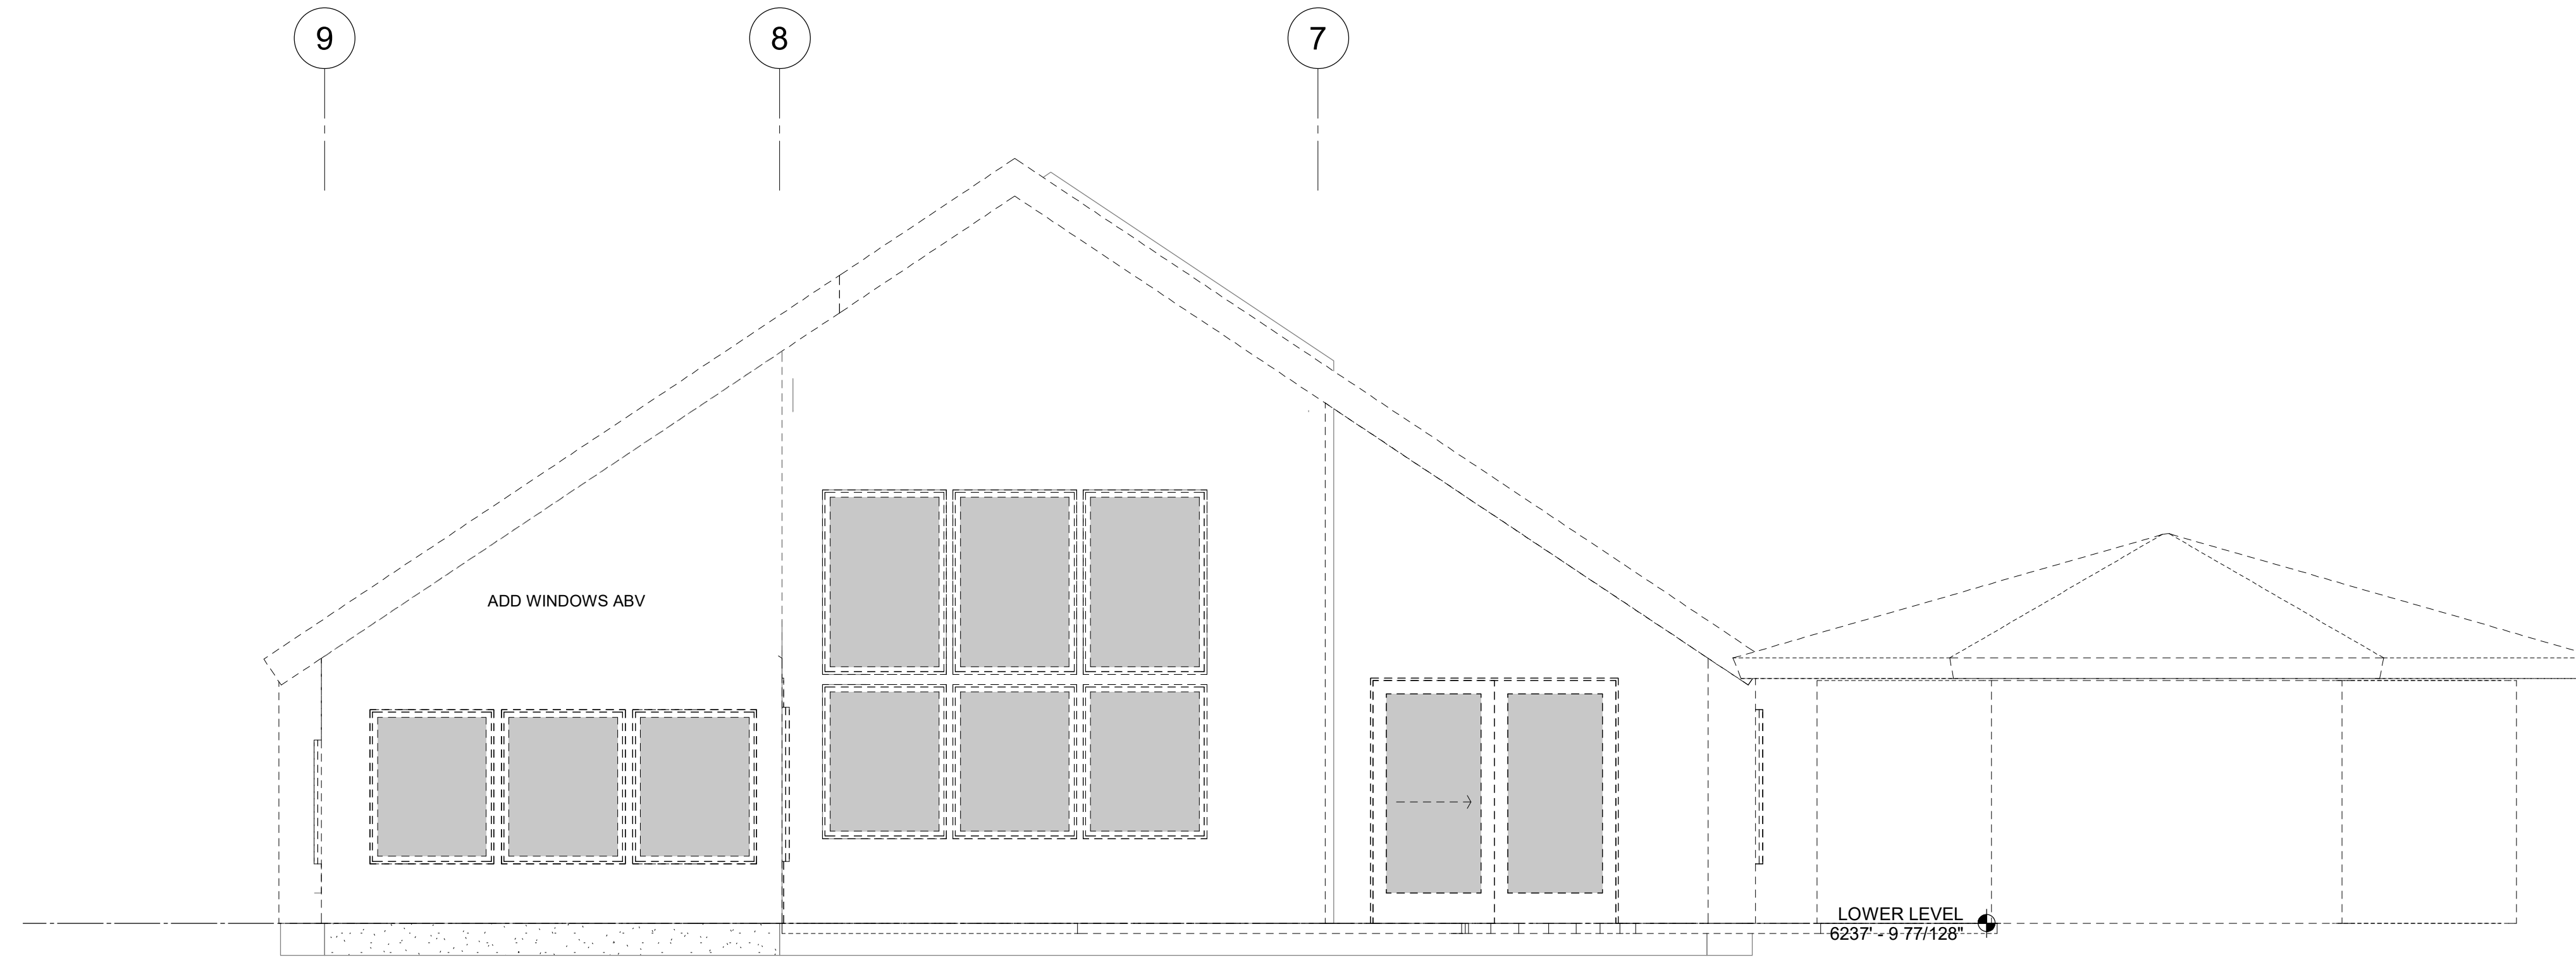 9
8
7
ADD WINDOWS ABV
LOWER LEVEL
6237' - 9 77/128"